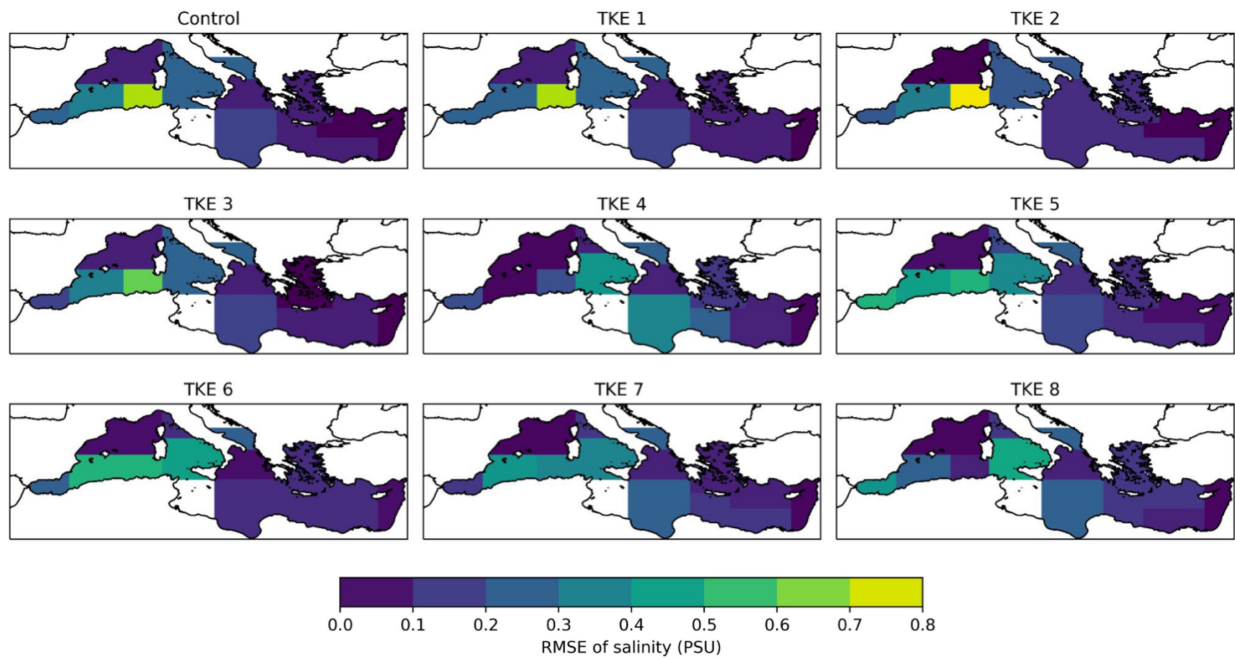 Control TKE 1 TKE 2
TKE 3 TKE 4 TKE 5
TKE 6 TKE 7 TKE 8
0.0 0.1 0.2 0.3 0.4 0.5 0.6 0.7 0.8
RMSE of salinity (PSU)